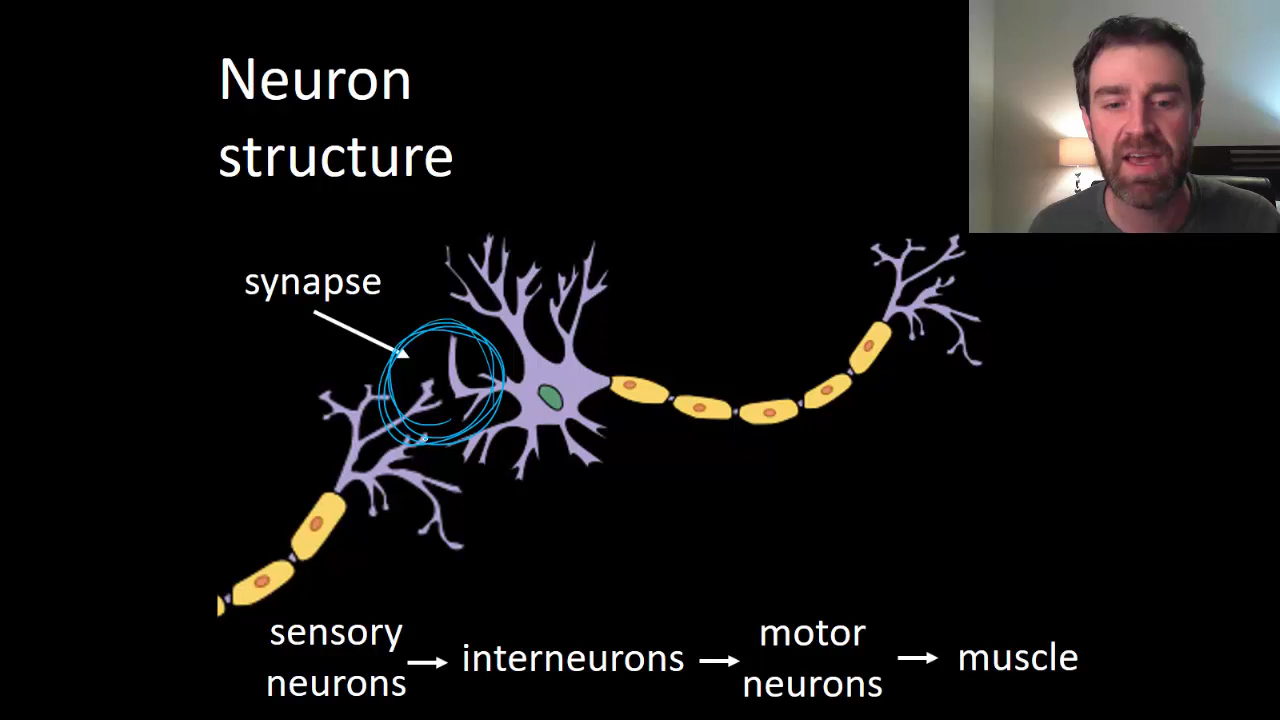 Neuron
structure
synapse
sensory
neurons
interneurons
motor
neurons
muscle